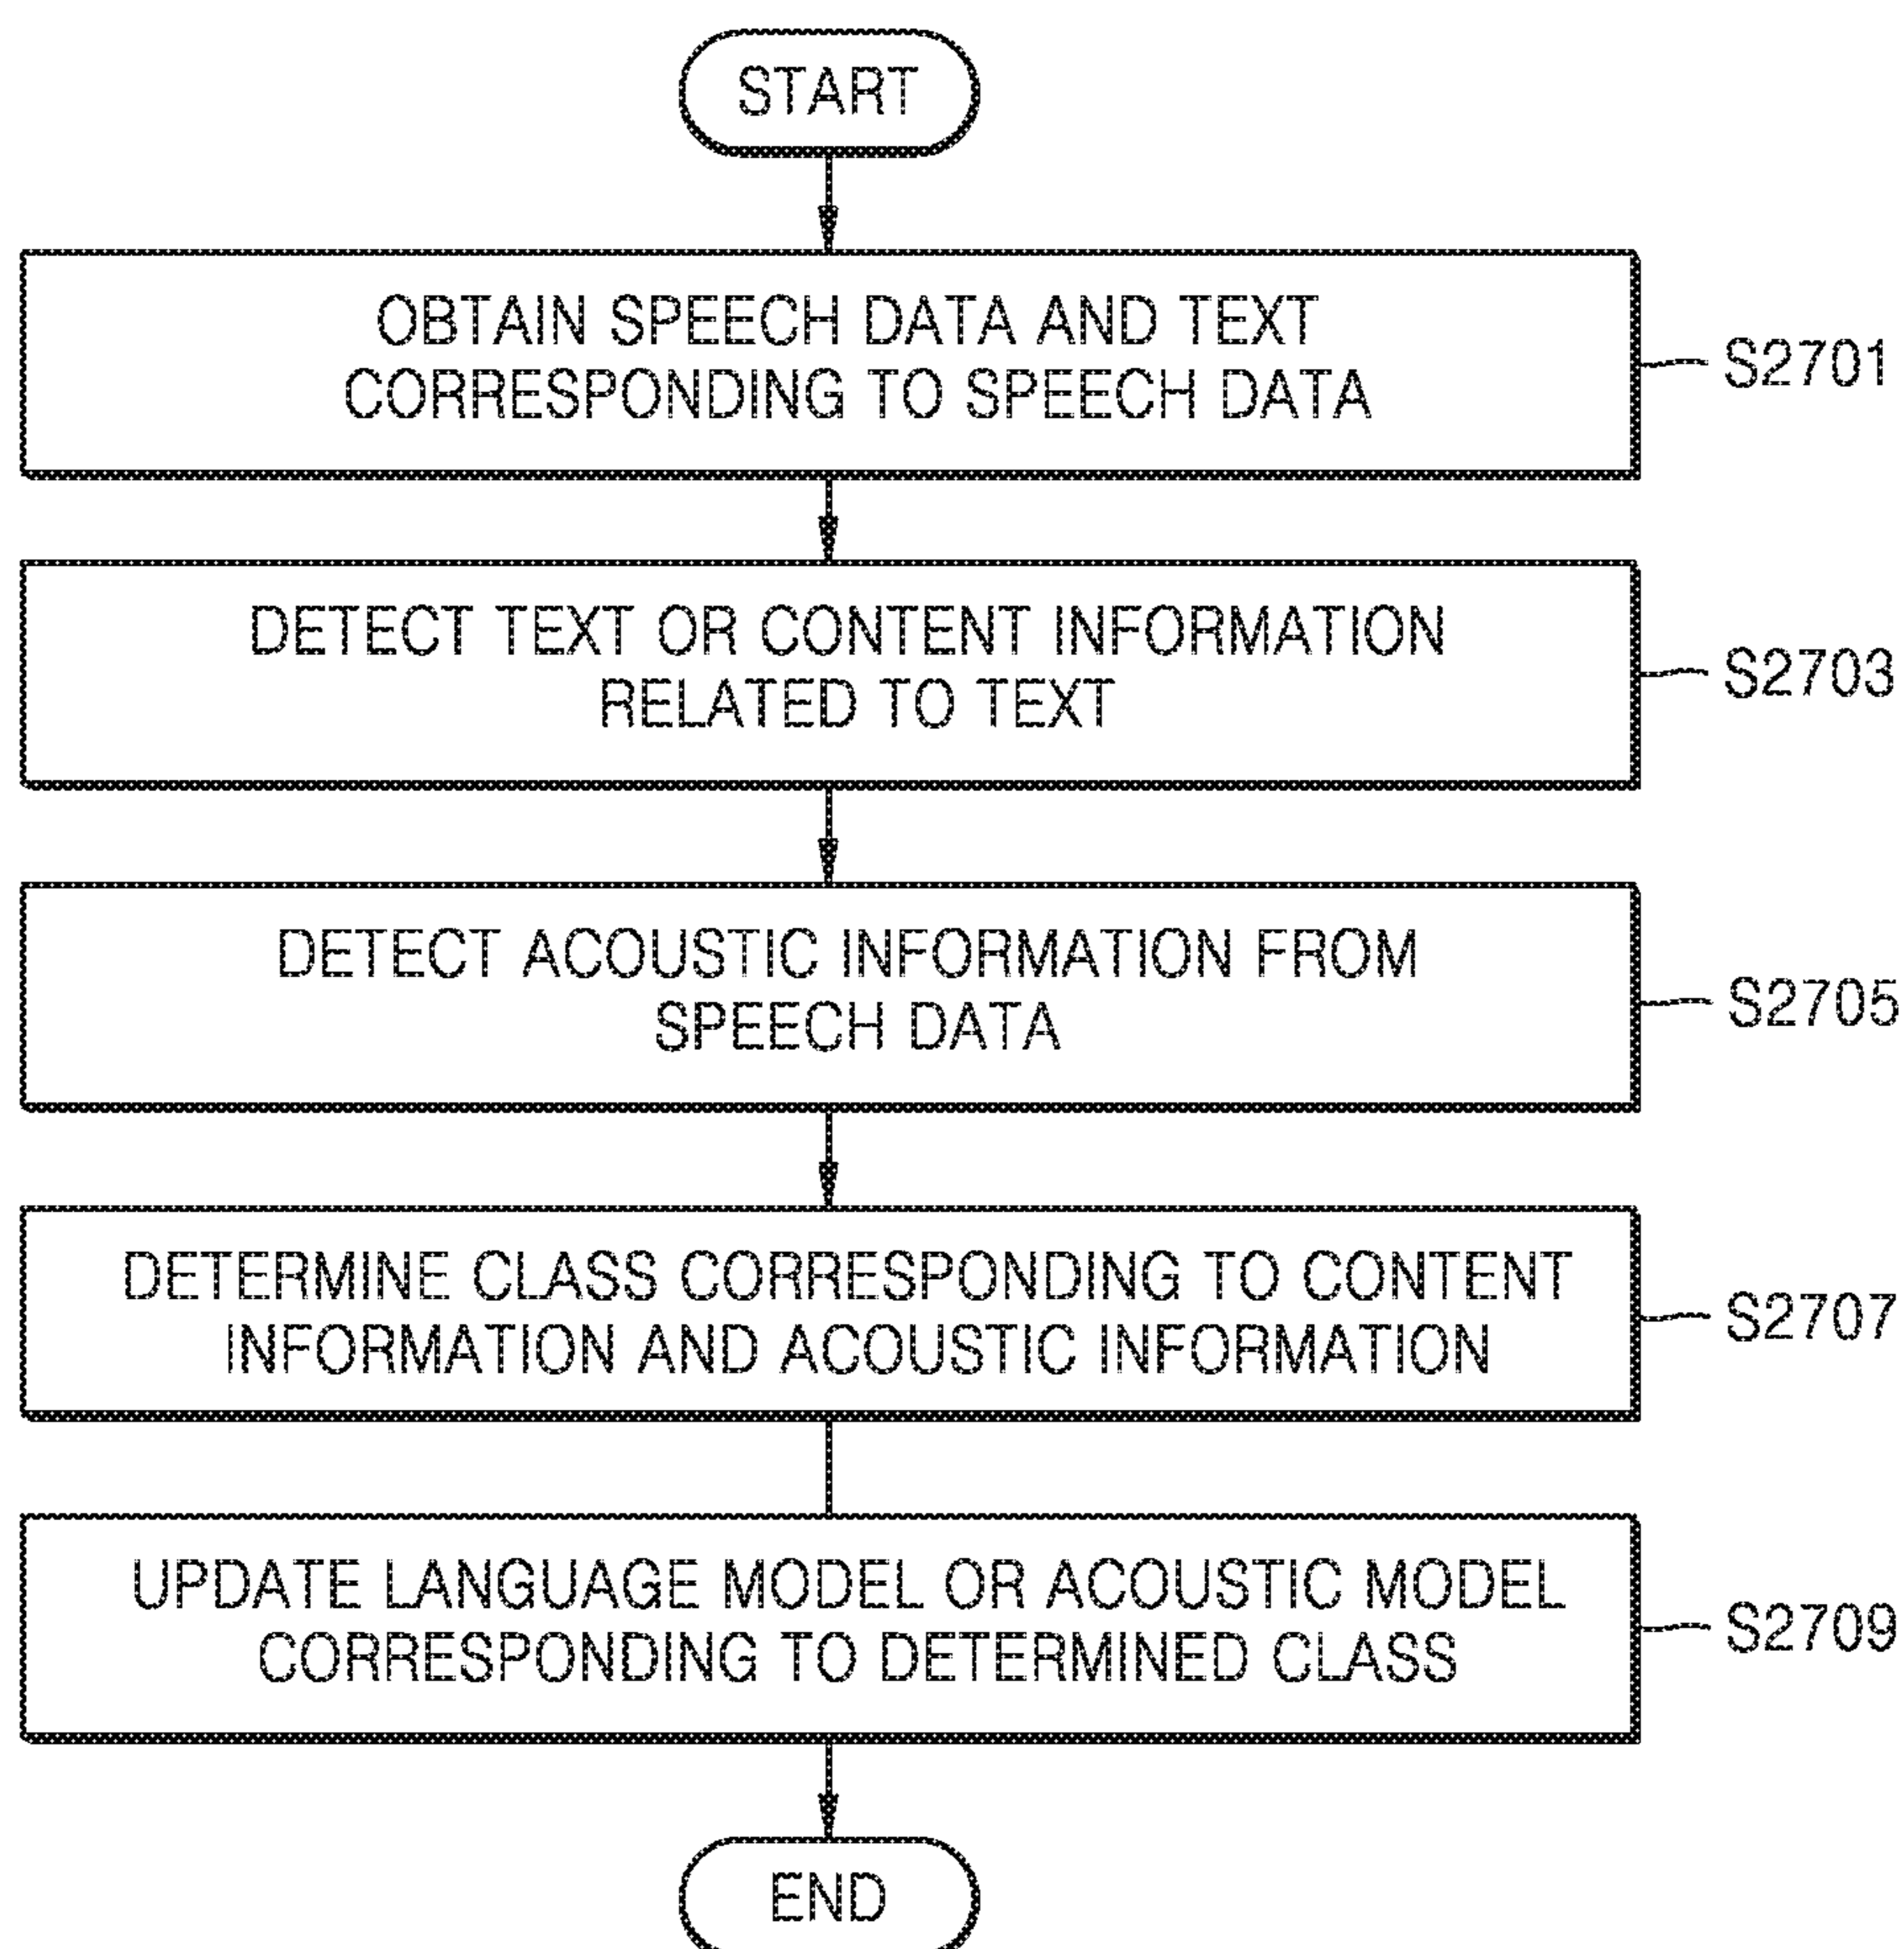 START
OBTAIN SPEECH DATA AND TEXT
CORRESPONDING TO SPEECH DATA
S2701
DETECT TEXT OR CONTENT INFORMATION
RELATED TO TEXT
S2703
DETECT ACOUSTIC INFORMATION FROM
SPEECH DATA
S2705
DETERMINE CLASS CORRESPONDING TO CONTENT
INFORMATION AND ACOUSTIC INFORMATION
S2707
UPDATE LANGUAGE MODEL OR ACOUSTIC MODEL
CORRESPONDING TO DETERMINED CLASS
S2709
END